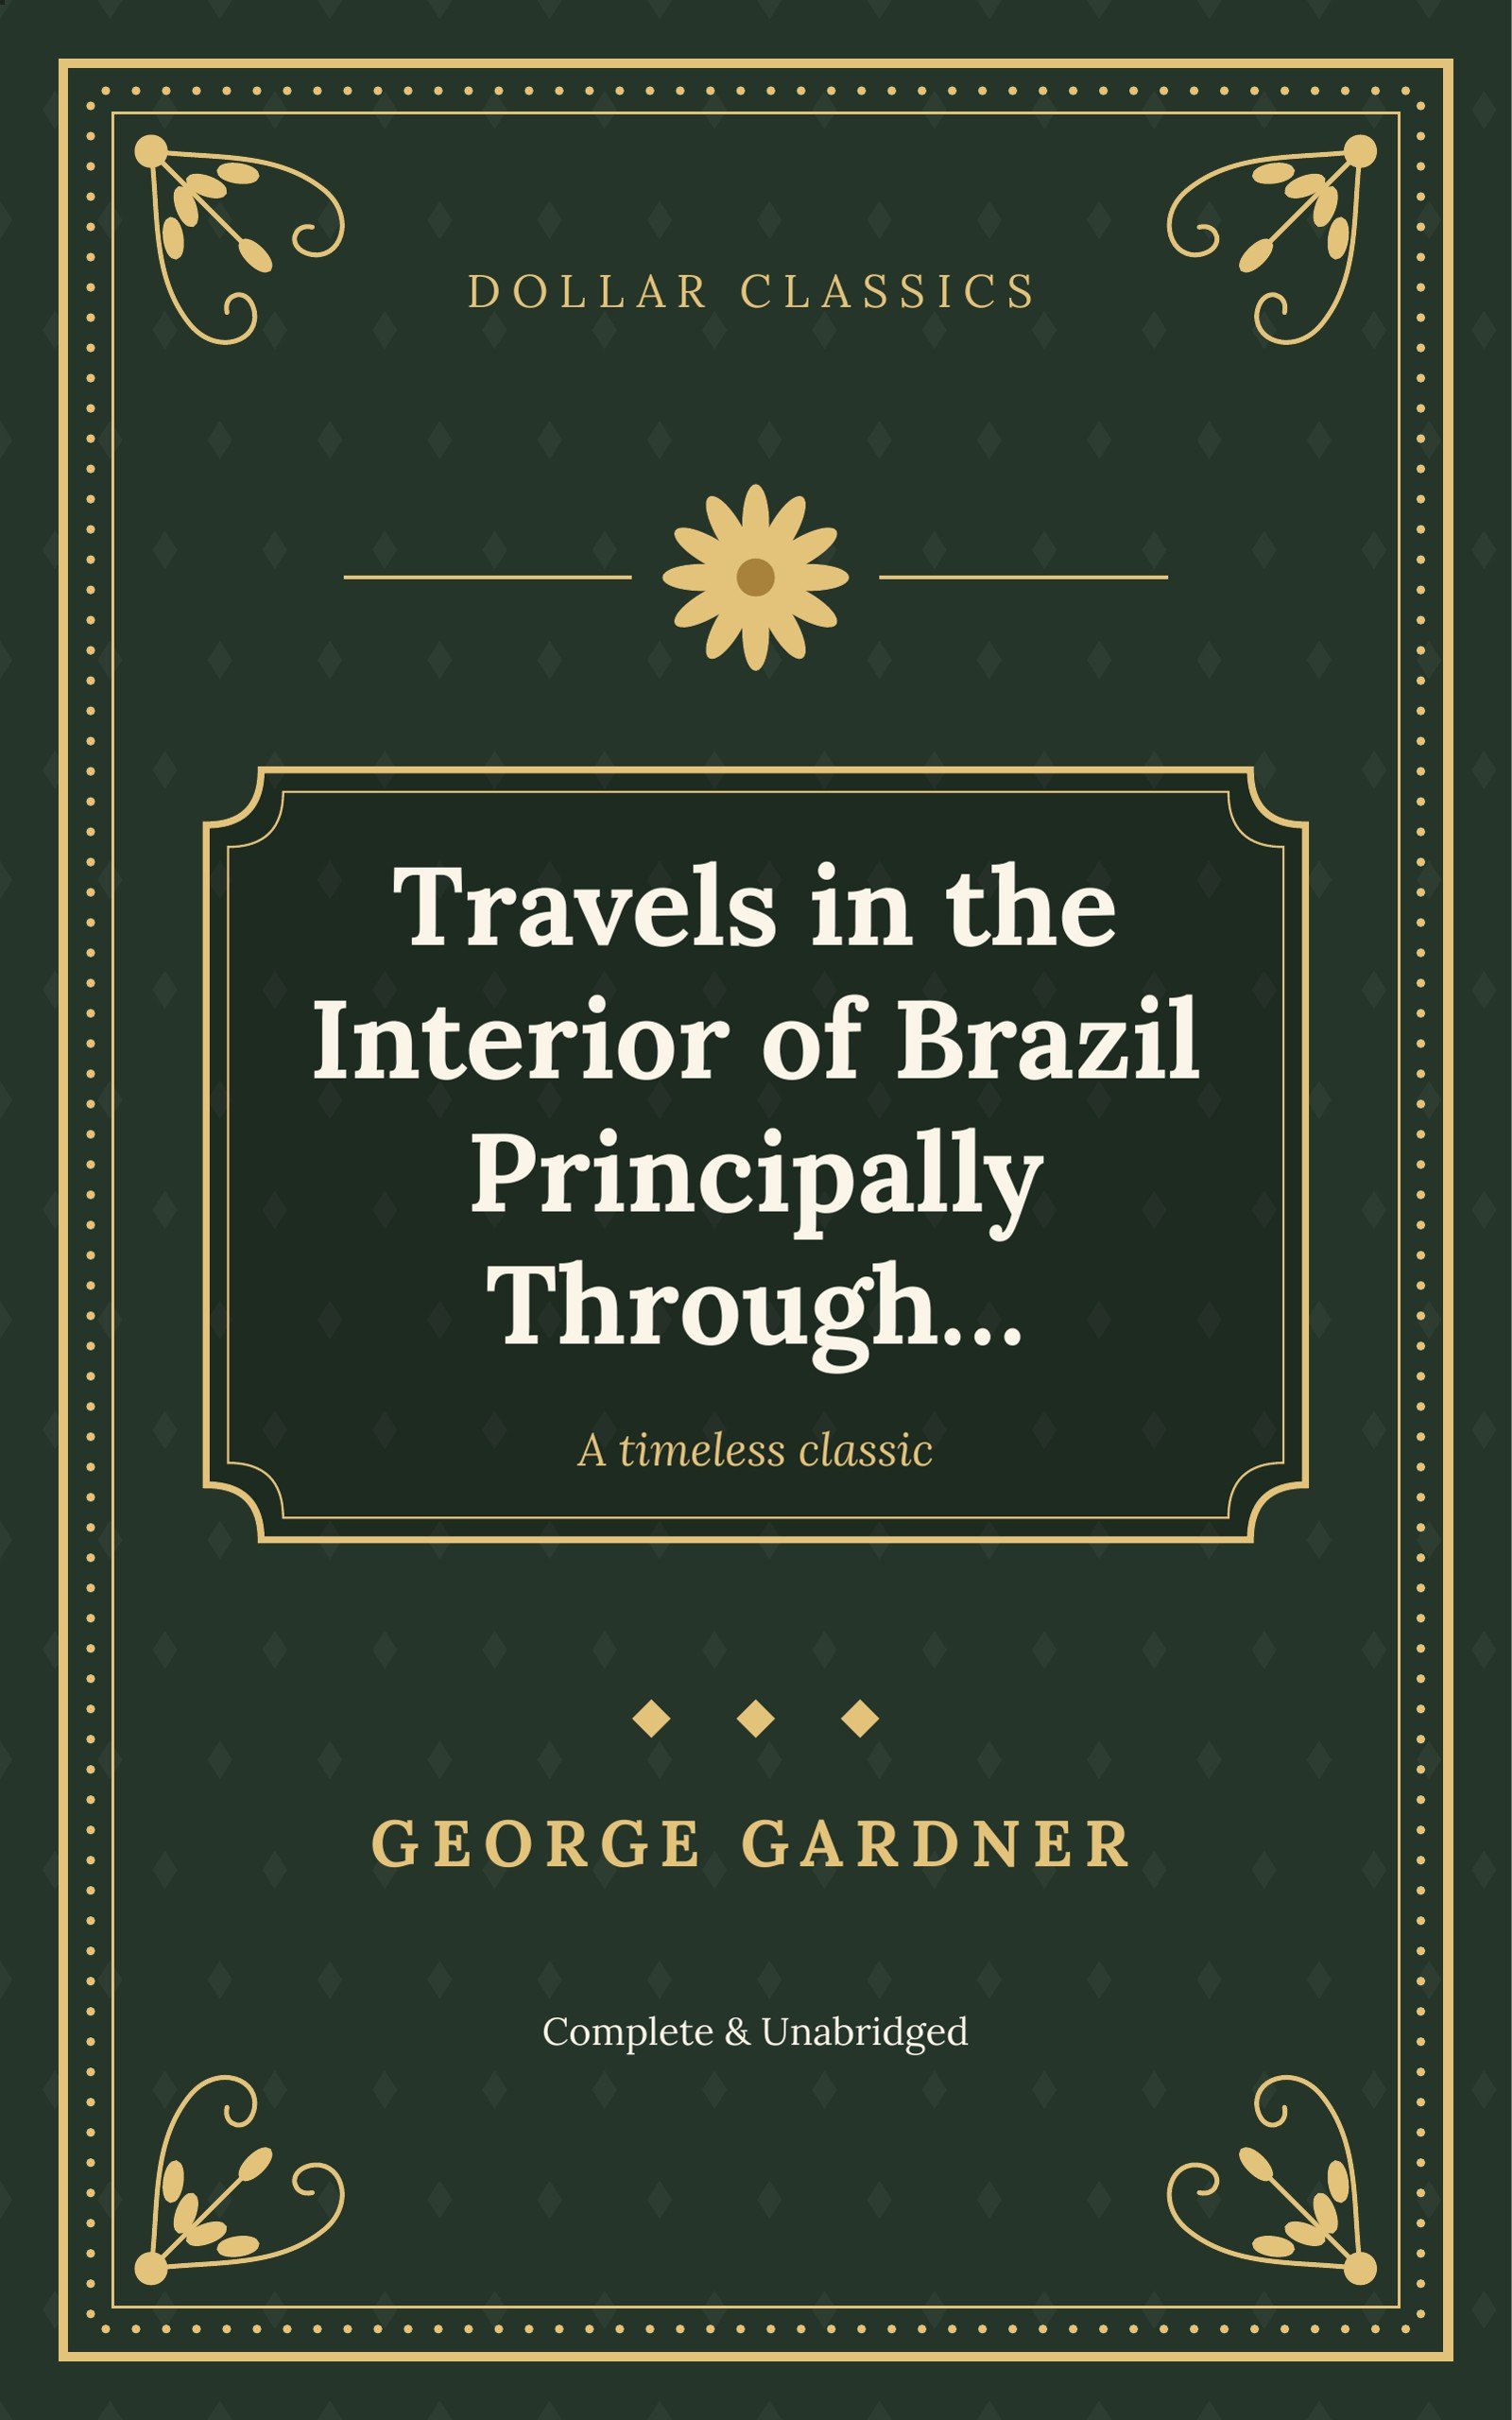 DOLLAR CLASSICS
Travels in the
Interior of Brazil
Principally
Through...
A timeless classic
GEORGE GARDNER
Complete & Unabridged